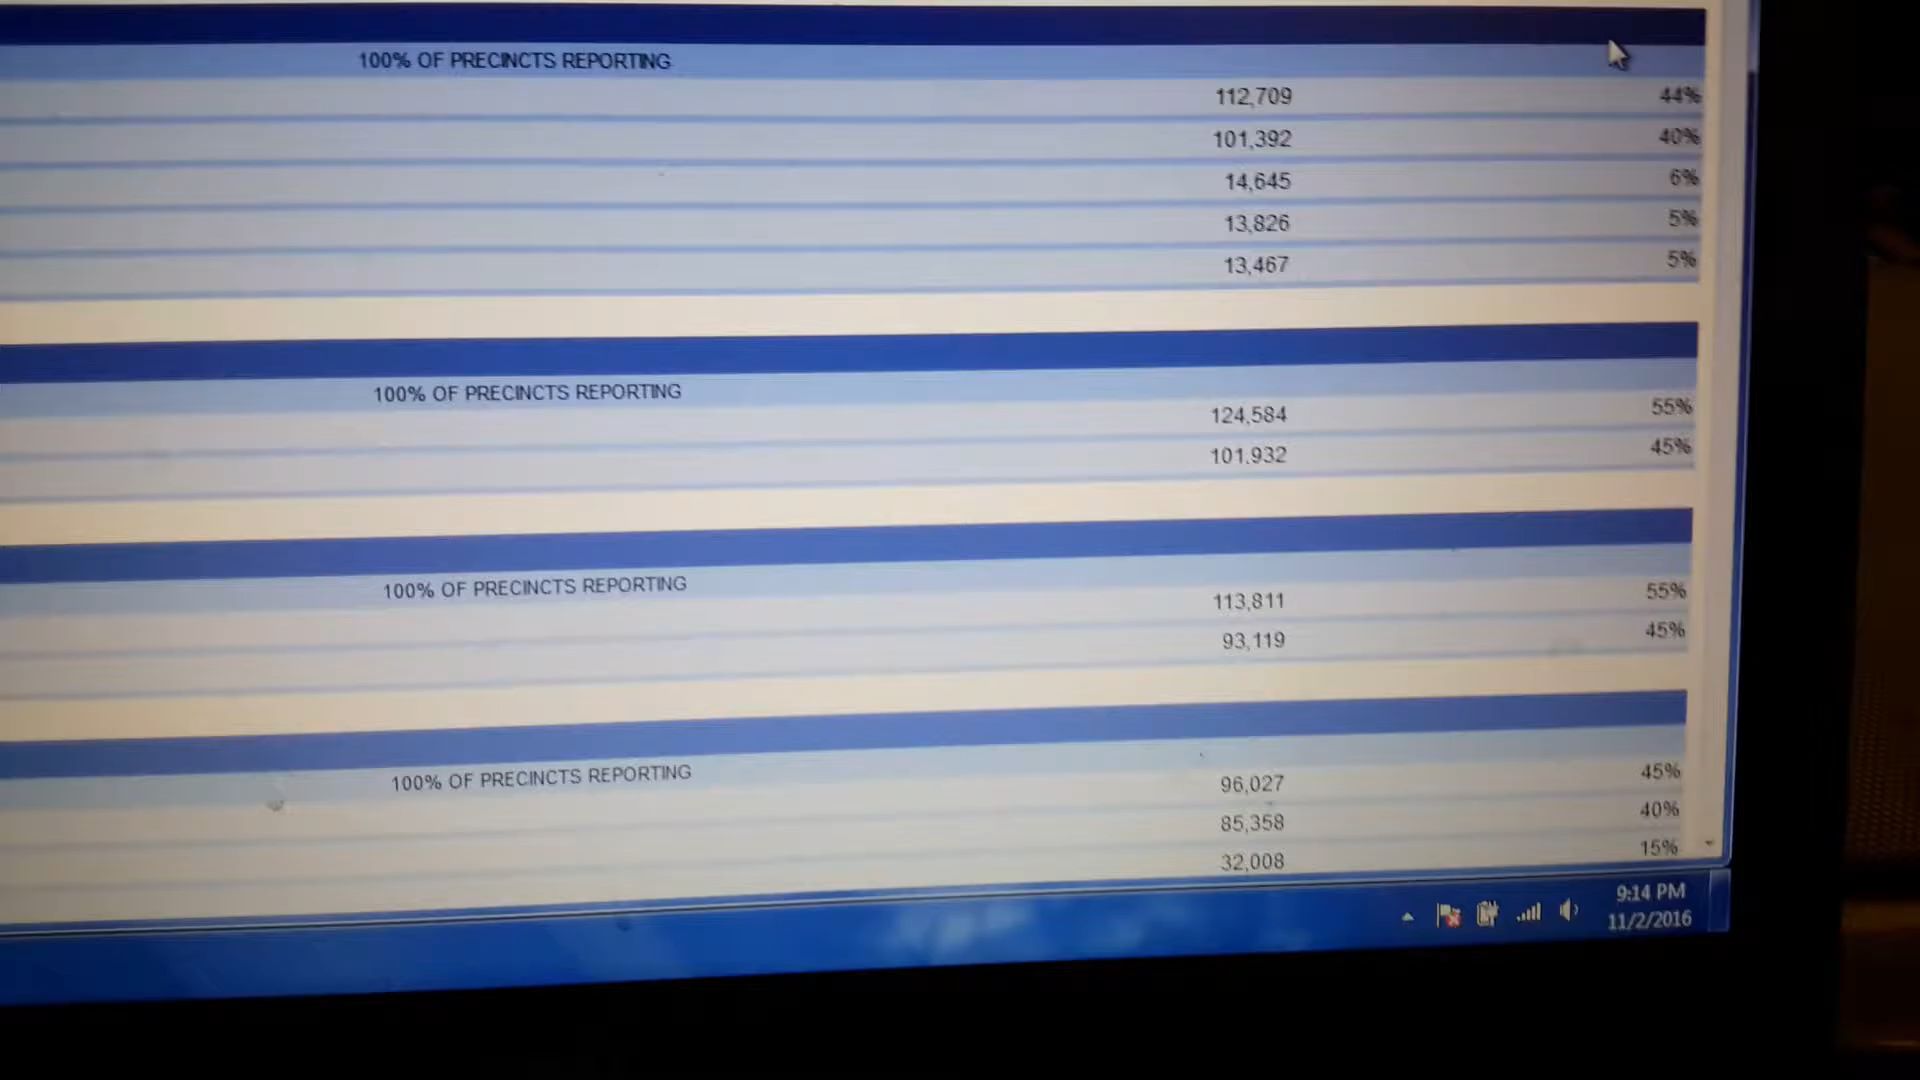 100% OF PRECINCTS REPORTING
112,709 44%
101,392 40%
14,645 6%
13,826 5%
13,467 5%
100% OF PRECINCTS REPORTING
124,584 55%
101,932 45%
100% OF PRECINCTS REPORTING
113,811 55%
93,119 45%
100% OF PRECINCTS REPORTING
96,027 45%
85,358 40%
32,008 15%
9:14 PM
11/2/2016